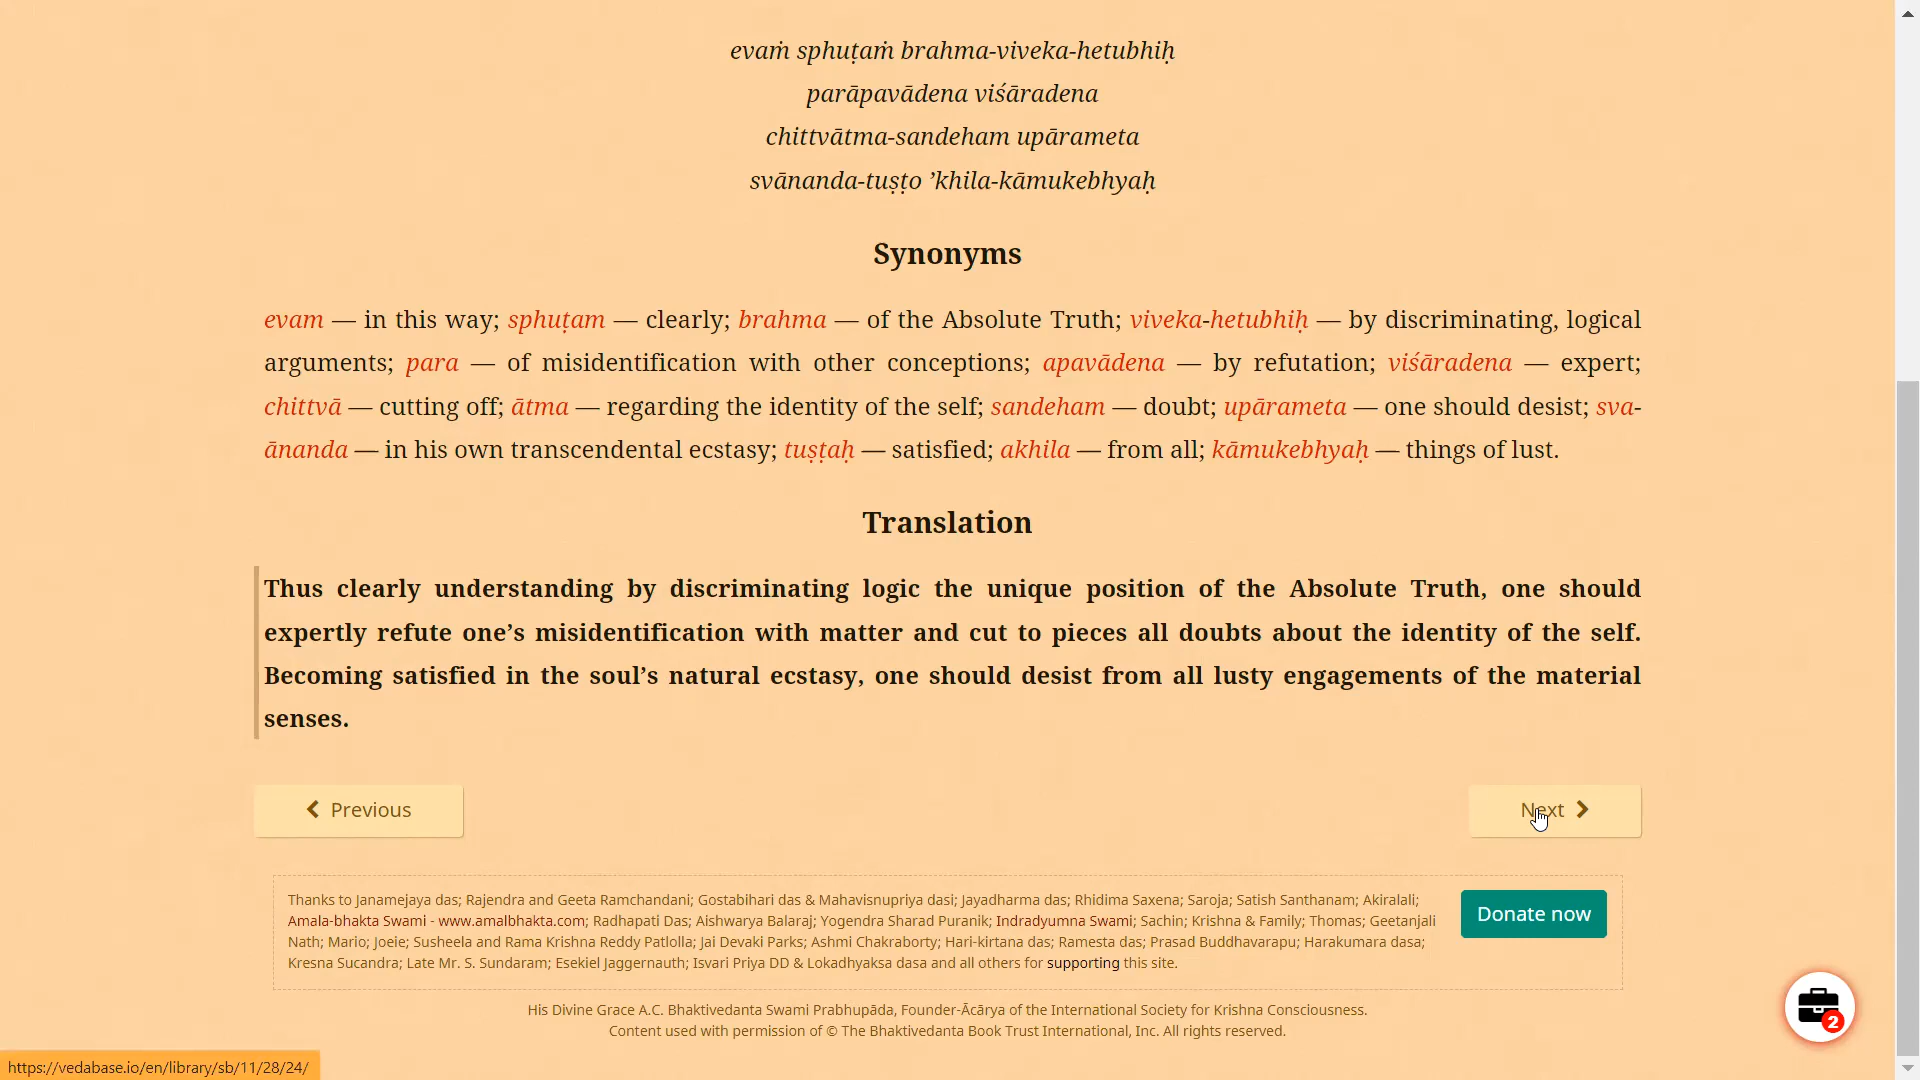 evaṁ sphuṭaṁ brahma-viveka-hetubhiḥ
parāpavādena viśāradena
chittvātma-sandeham upārameta
svānanda-tuṣṭo ’khila-kāmukebhyaḥ
Synonyms
evam — in this way; sphuṭam — clearly; brahma — of the Absolute Truth; viveka-hetubhiḥ — by discriminating, logical
arguments; para — of misidentification with other conceptions; apavādena — by refutation; viśāradena — expert;
chittvā — cutting off; ātma — regarding the identity of the self; sandeham — doubt; upārameta — one should desist; sva-
ānanda — in his own transcendental ecstasy; tuṣṭaḥ — satisfied; akhila — from all; kāmukebhyaḥ — things of lust.
Translation
Thus clearly understanding by discriminating logic the unique position of the Absolute Truth, one should
expertly refute one’s misidentification with matter and cut to pieces all doubts about the identity of the self.
Becoming satisfied in the soul’s natural ecstasy, one should desist from all lusty engagements of the material
senses.
Previous
Next
Thanks to Janamejaya das; Rajendra and Geeta Ramchandani; Gostabihari das & Mahavisnupriya dasi; Jayadharma das; Rhidima Saxena; Saroja; Satish Santhanam; Akiralali;
Amala-bhakta Swami - www.amalbhakta.com; Radhapati Das; Aishwarya Balaraj; Yogendra Sharad Puranik; Indradyumna Swami; Sachin; Krishna & Family; Thomas; Geetanjali
Nath; Mario; Joeie; Susheela and Rama Krishna Reddy Patlolla; Jai Devaki Parks; Ashmi Chakraborty; Hari-kirtana das; Ramesta das; Prasad Buddhavarapu; Harakumara dasa;
Kresna Sucandra; Late Mr. S. Sundaram; Esekiel Jaggernauth; Isvari Priya DD & Lokadhyaksa dasa and all others for supporting this site.
Donate now
His Divine Grace A.C. Bhaktivedanta Swami Prabhupāda, Founder-Ācārya of the International Society for Krishna Consciousness.
Content used with permission of © The Bhaktivedanta Book Trust International, Inc. All rights reserved.
2
https://vedabase.io/en/library/sb/11/28/24/